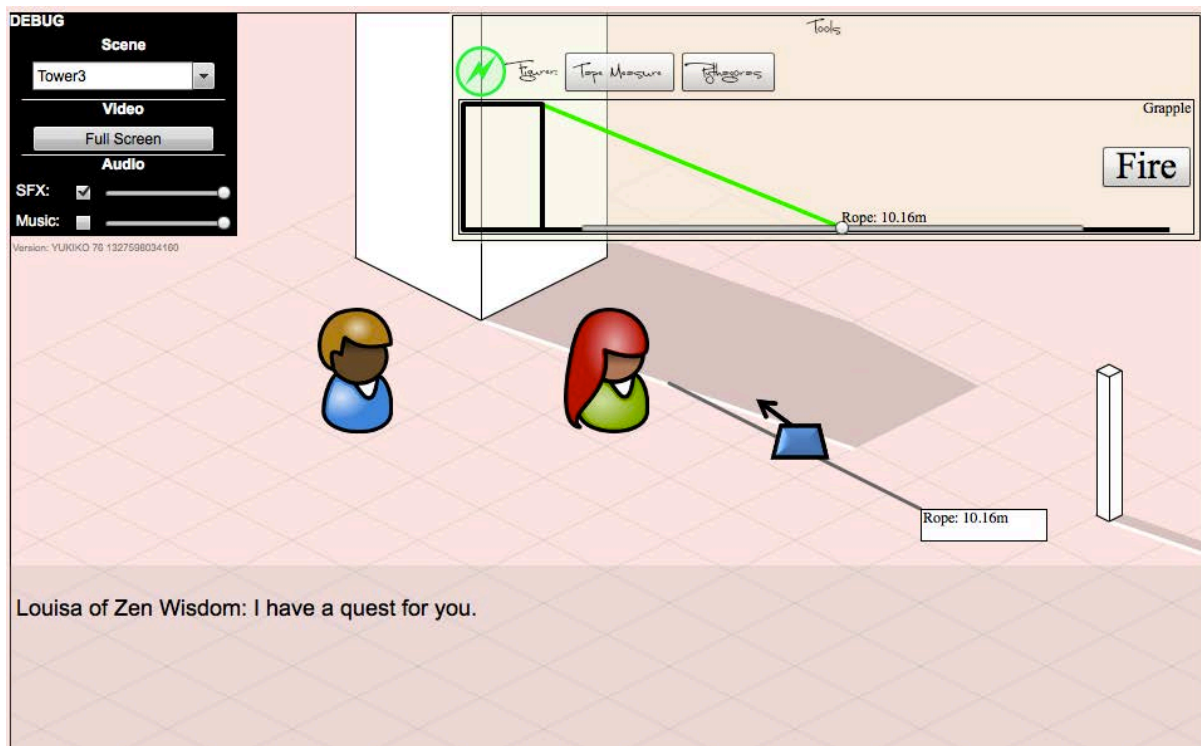 DEBUG
Scene
Tower3
Video
Full Screen
Audio
SFX:
Music:
Version: YUKIKO 76 1327598034160
Tools
Figurer: Tape Measure Pythagoras
Grapple
Fire
Rope: 10.16m
Rope: 10.16m
Louisa of Zen Wisdom: I have a quest for you.